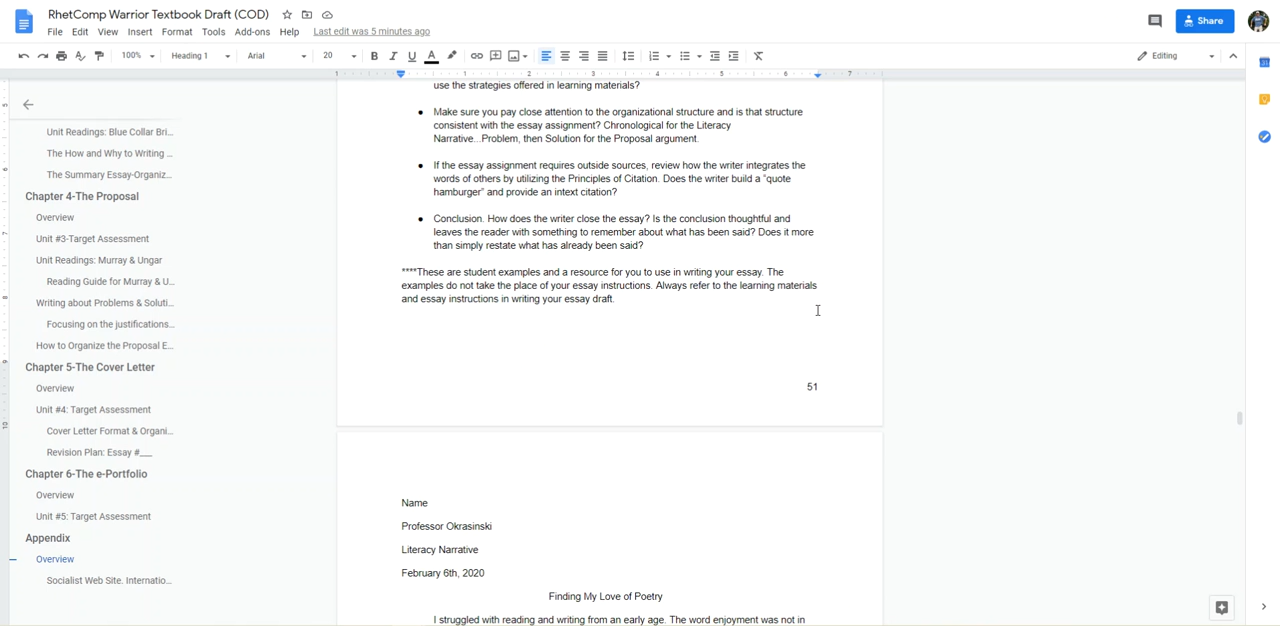 RhetComp Warrior Textbook Draft (COD)
File Edit View Insert Format Tools Add-ons Help Last edit was 5 minutes ago
Share
100% Heading 1 Arial 20 B I U A Editing
1 1 2 3 4 5 6 7
use the strategies offered in learning materials?
Make sure you pay close attention to the organizational structure and is that structure
consistent with the essay assignment? Chronological for the Literacy
Narrative...Problem, then Solution for the Proposal argument.
If the essay assignment requires outside sources, review how the writer integrates the
words of others by utilizing the Principles of Citation. Does the writer build a “quote
hamburger” and provide an intext citation?
Conclusion. How does the writer close the essay? Is the conclusion thoughtful and
leaves the reader with something to remember about what has been said? Does it more
than simply restate what has already been said?
****These are student examples and a resource for you to use in writing your essay. The
examples do not take the place of your essay instructions. Always refer to the learning materials
and essay instructions in writing your essay draft.
51
Name
Professor Okrasinski
Literacy Narrative
February 6th, 2020
Finding My Love of Poetry
I struggled with reading and writing from an early age. The word enjoyment was not in
Unit Readings: Blue Collar Bri...
The How and Why to Writing ...
The Summary Essay-Organiz...
Chapter 4-The Proposal
Overview
Unit #3-Target Assessment
Unit Readings: Murray & Ungar
Reading Guide for Murray & U...
Writing about Problems & Soluti...
Focusing on the justifications...
How to Organize the Proposal E...
Chapter 5-The Cover Letter
Overview
Unit #4: Target Assessment
Cover Letter Format & Organi...
Revision Plan: Essay #___
Chapter 6-The e-Portfolio
Overview
Unit #5: Target Assessment
Appendix
Overview
Socialist Web Site. Internatio...